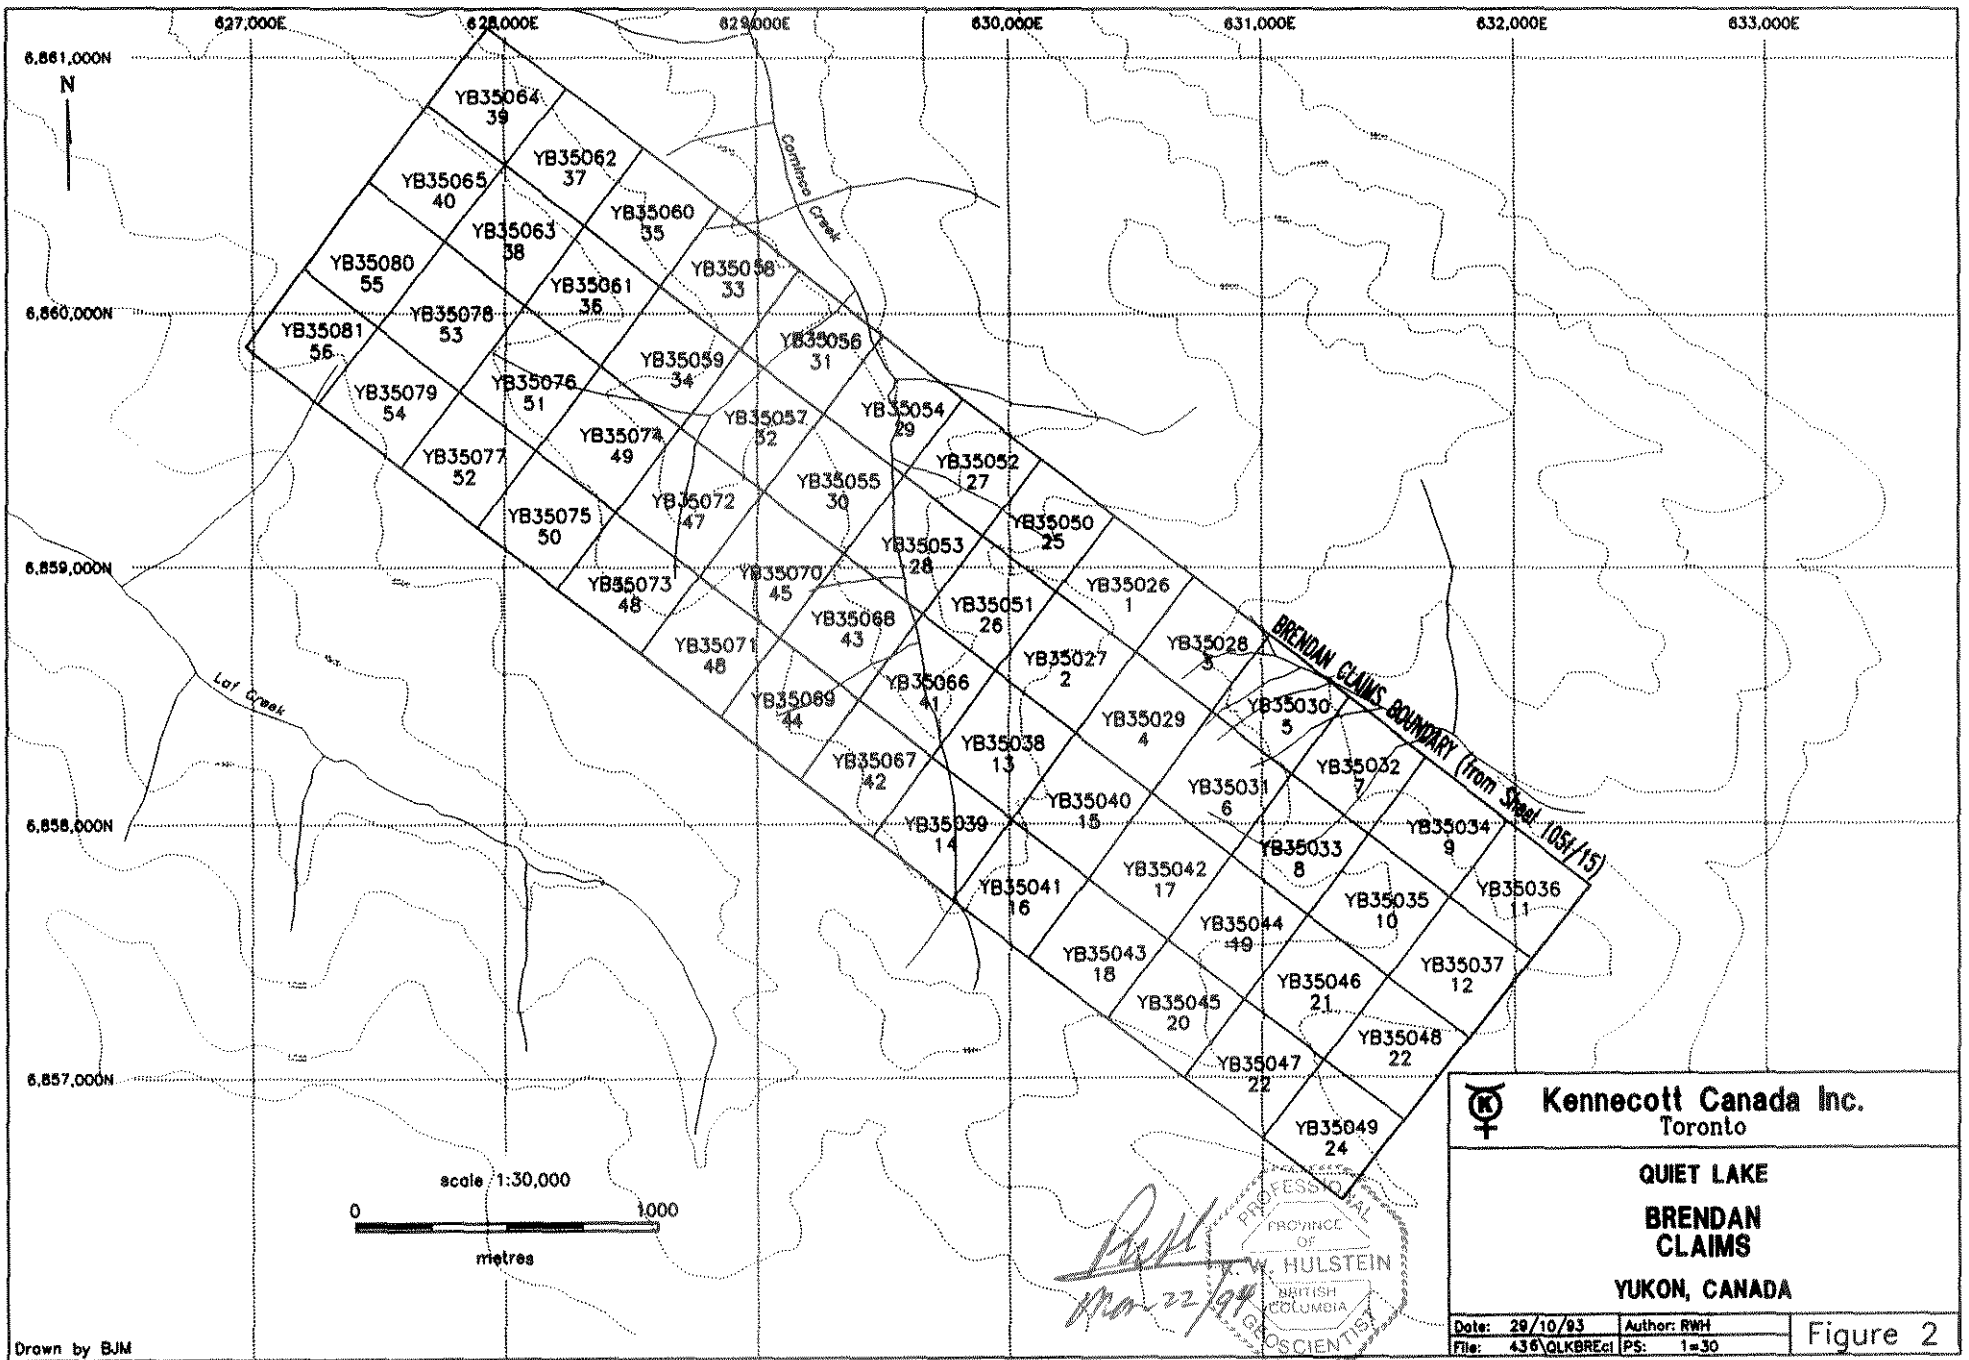 627,000E 628,000E 629,000E 630,000E 631,000E 632,000E 633,000E
6,861,000N
N
6,860,000N
6,859,000N
6,858,000N
6,857,000N
YB35064
39
YB35062
37
YB35065
40
YB35060
35
YB35063
38
YB35058
33
YB35080
55
YB35061
36
YB35078
53
YB35056
31
YB35081
56
YB35059
34
YB35076
51
YB35079
54
YB35054
29
YB35057
32
YB35074
49
YB35077
52
YB35052
27
YB35055
30
YB35072
47
YB35075
50
YB35050
25
YB35053
28
YB35070
45
YB35073
48
YB35026
1
YB35051
26
YB35068
43
YB35071
48
YB35028
3
YB35027
2
YB35066
41
YB35069
44
YB35030
5
YB35029
4
YB35038
13
YB35067
42
YB35032
7
YB35031
6
YB35040
15
YB35039
14
YB35034
9
YB35033
8
YB35042
17
YB35041
16
YB35036
11
YB35035
10
YB35044
19
YB35043
18
YB35037
12
YB35046
21
YB35045
20
YB35048
22
YB35047
22
YB35049
24
Cominco Creek
Laf Creek
BRENDAN CLAIMS BOUNDARY (from Sheet 105f/15)
scale 1:30,000
0 1000
metres
PROFESSIONAL
PROVINCE
OF
R. W. HULSTEIN
BRITISH
COLUMBIA
GEOSCIENTIST
22/94
K
Kennecott Canada Inc.
Toronto
QUIET LAKE
BRENDAN
CLAIMS
YUKON, CANADA
Date: 29/10/93 Author: RWH
File: 436\QLKBREcl PS: 1=30
Figure 2
Drawn by BJM